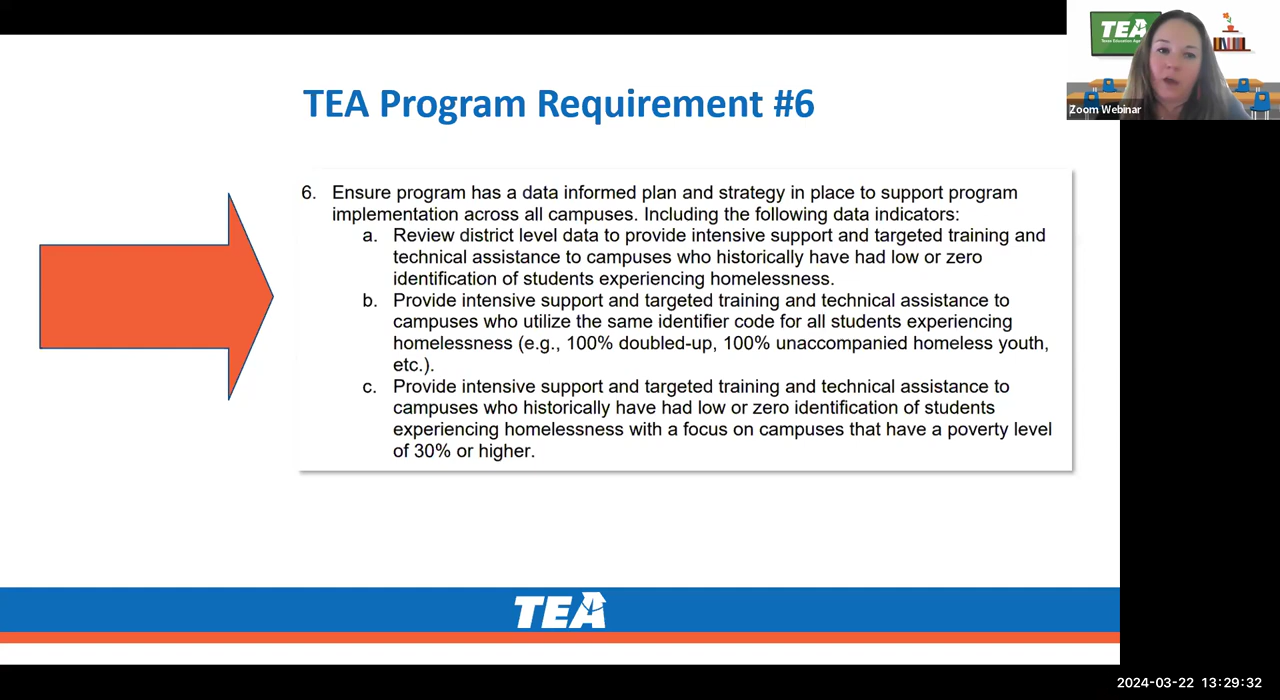 TEA
Zoom Webinar
TEA Program Requirement #6
6. Ensure program has a data informed plan and strategy in place to support program
implementation across all campuses. Including the following data indicators:
a. Review district level data to provide intensive support and targeted training and
technical assistance to campuses who historically have had low or zero
identification of students experiencing homelessness.
b. Provide intensive support and targeted training and technical assistance to
campuses who utilize the same identifier code for all students experiencing
homelessness (e.g., 100% doubled-up, 100% unaccompanied homeless youth,
etc.).
c. Provide intensive support and targeted training and technical assistance to
campuses who historically have had low or zero identification of students
experiencing homelessness with a focus on campuses that have a poverty level
of 30% or higher.
TEA
2024-03-22 13:29:32